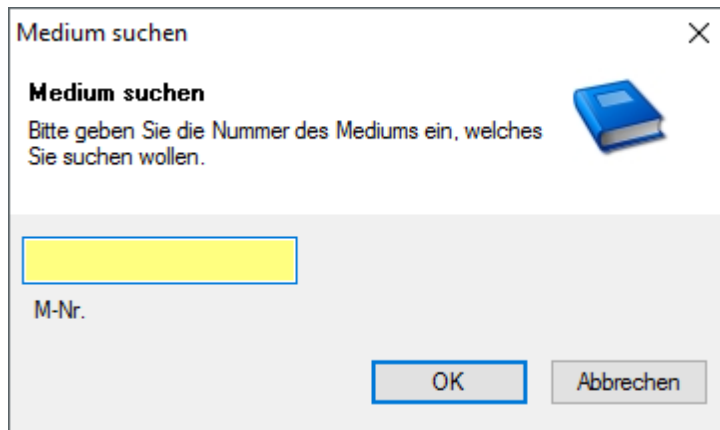 Medium suchen
Medium suchen
Bitte geben Sie die Nummer des Mediums ein, welches
Sie suchen wollen.
M-Nr.
OK
Abbrechen